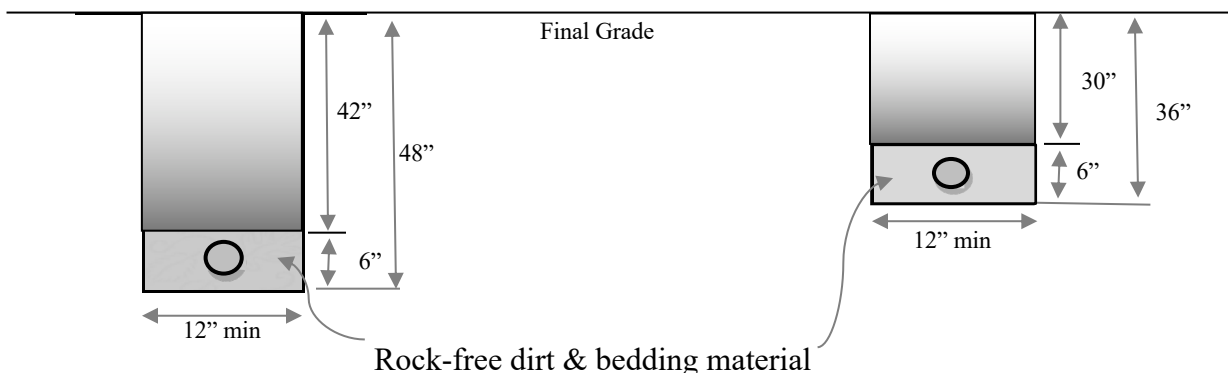 Final Grade
42”
48”
6”
12” min
30”
36”
6”
12” min
Rock-free dirt & bedding material